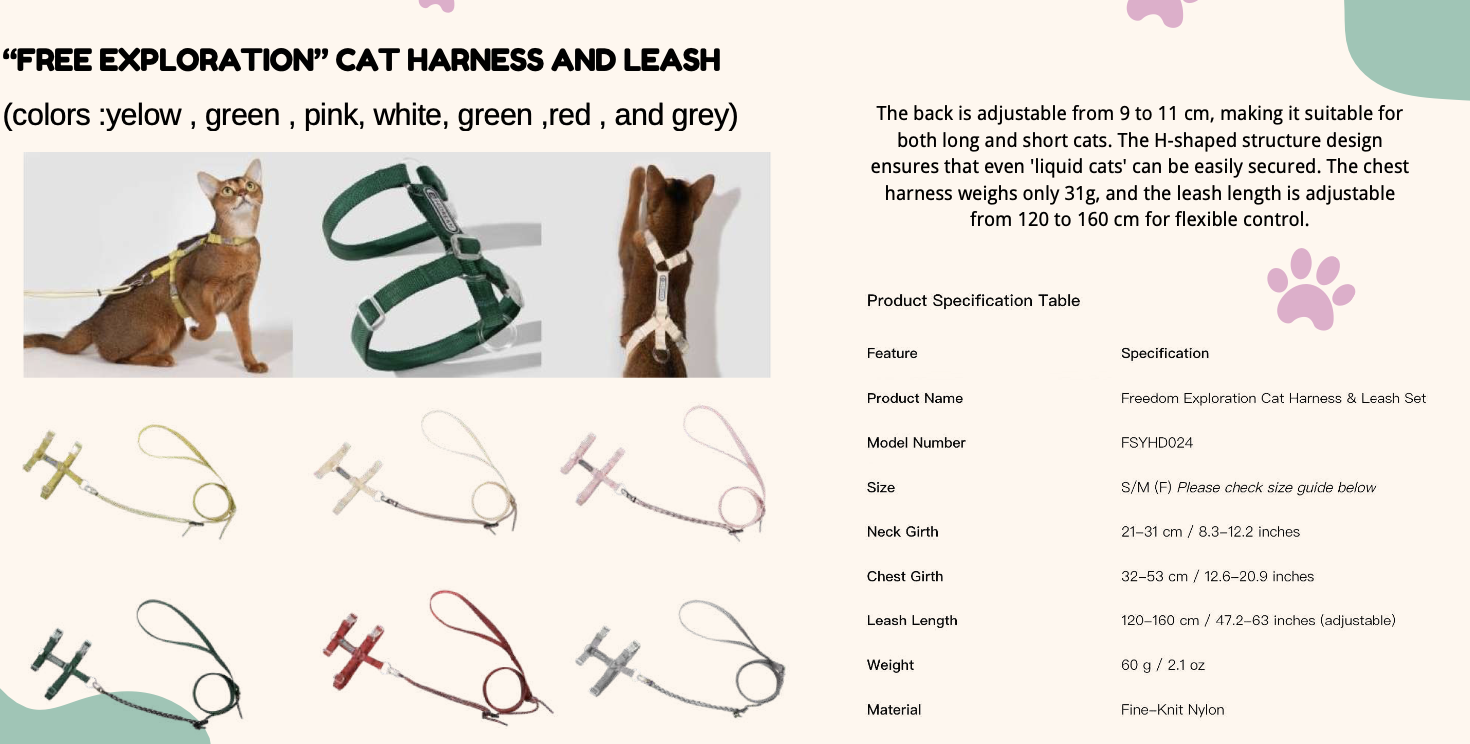 “FREE EXPLORATION” CAT HARNESS AND LEASH
(colors :yelow , green , pink, white, green ,red , and grey)
The back is adjustable from 9 to 11 cm, making it suitable for
both long and short cats. The H-shaped structure design
ensures that even 'liquid cats' can be easily secured. The chest
harness weighs only 31g, and the leash length is adjustable
from 120 to 160 cm for flexible control.
Product Specification Table
Feature Specification
Product Name Freedom Exploration Cat Harness & Leash Set
Model Number FSYHD024
Size S/M (F) Please check size guide below
Neck Girth 21–31 cm / 8.3–12.2 inches
Chest Girth 32–53 cm / 12.6–20.9 inches
Leash Length 120–160 cm / 47.2–63 inches (adjustable)
Weight 60 g / 2.1 oz
Material Fine–Knit Nylon